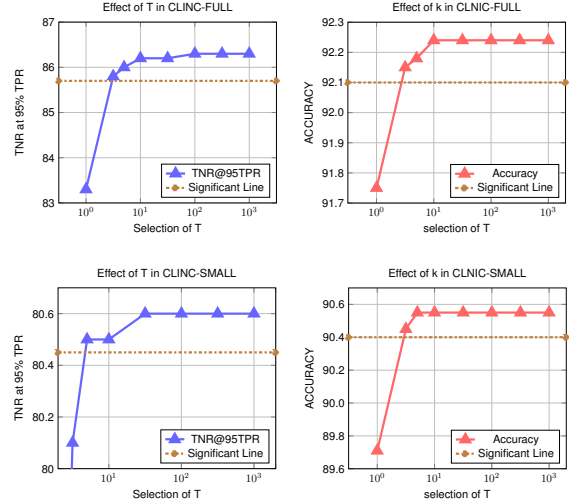 Effect of T in CLINC-FULL
87
86
85
84
83
10^0
10^1
10^2
10^3
TNR at 95% TPR
Selection of T
TNR@95TPR
Significant Line
Effect of k in CLNIC-FULL
92.3
92.2
92.1
92
91.9
91.8
91.7
10^0
10^1
10^2
10^3
ACCURACY
selection of T
Accuracy
Significant Line
Effect of T in CLINC-SMALL
80.6
80.4
80.2
80
10^1
10^2
10^3
TNR at 95% TPR
Selection of T
TNR@95TPR
Significant Line
Effect of k in CLNIC-SMALL
90.6
90.4
90.2
90
89.8
89.6
10^0
10^1
10^2
10^3
ACCURACY
selection of T
Accuracy
Significant Line